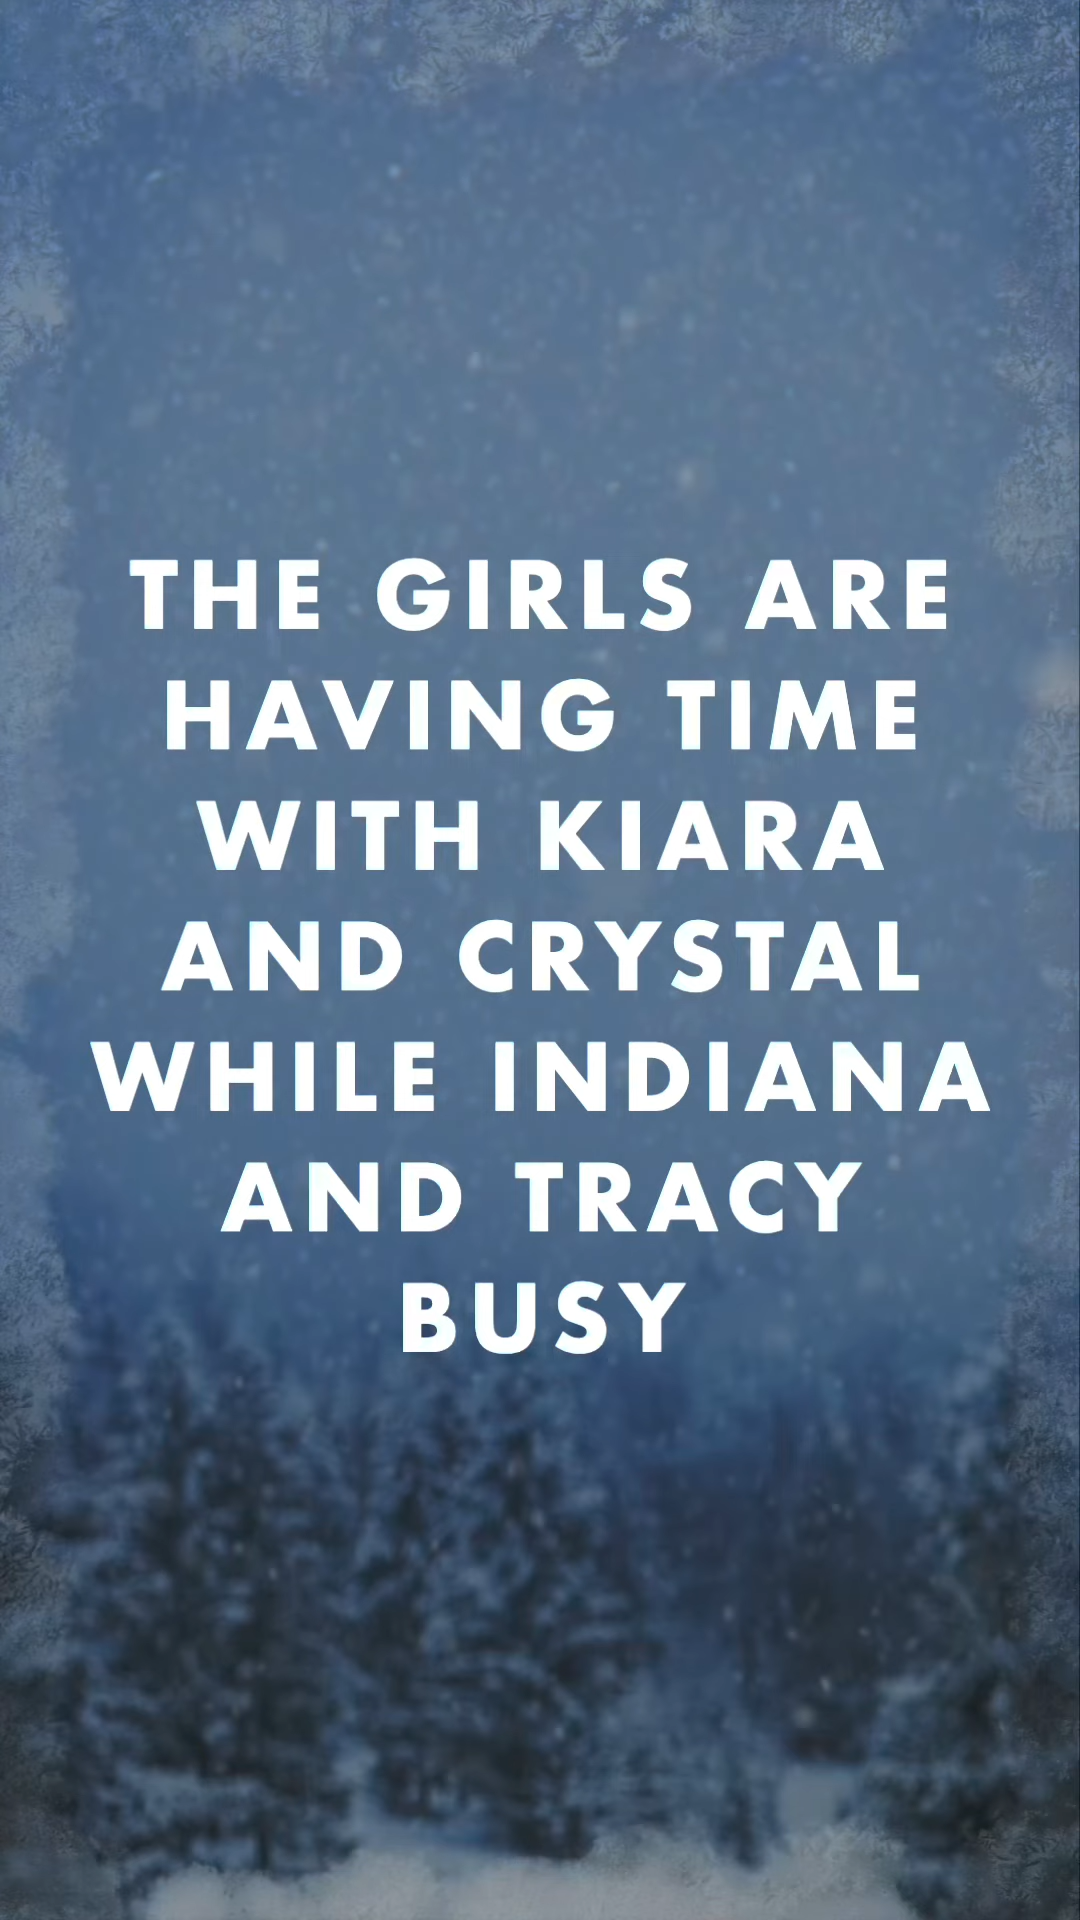 THE GIRLS ARE
HAVING TIME
WITH KIARA
AND CRYSTAL
WHILE INDIANA
AND TRACY
BUSY